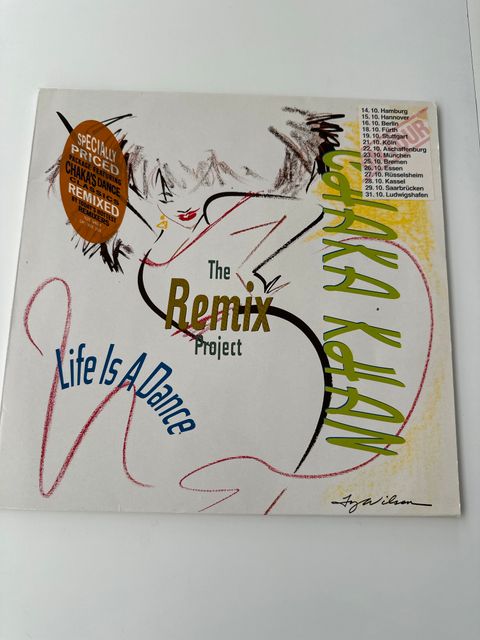 SPECIALLY
PRICED
PACKAGE FEATURING
CHAKA'S DANCE
REMIXED
14. 10. Hamburg
15. 10. Hannover
16. 10. Berlin
18. 10. Fürth
19. 10. Stuttgart
21. 10. Köln
22. 10. Aschaffenburg
23. 10. München
25. 10. Bremen
26. 10. Essen
27. 10. Rüsselsheim
28. 10. Kassel
29. 10. Saarbrücken
31. 10. Ludwigshafen
CHAKA KHAN
The
Remix
Project
Life Is A Dance